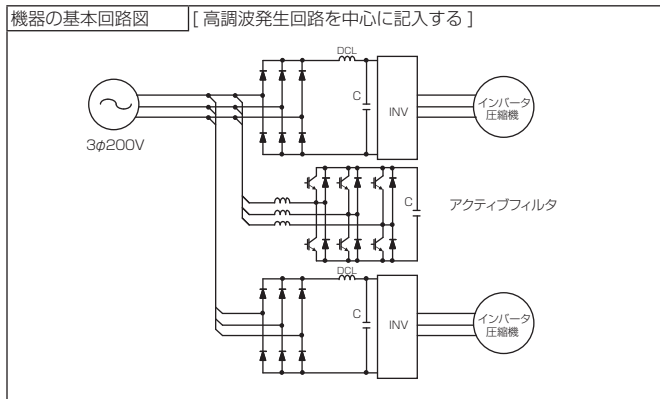 機器の基本回路図 [ 高調波発生回路を中心に記入する ]
DCL
C
INV
インバータ
圧縮機
3φ200V
C
アクティブフィルタ
DCL
C
INV
インバータ
圧縮機